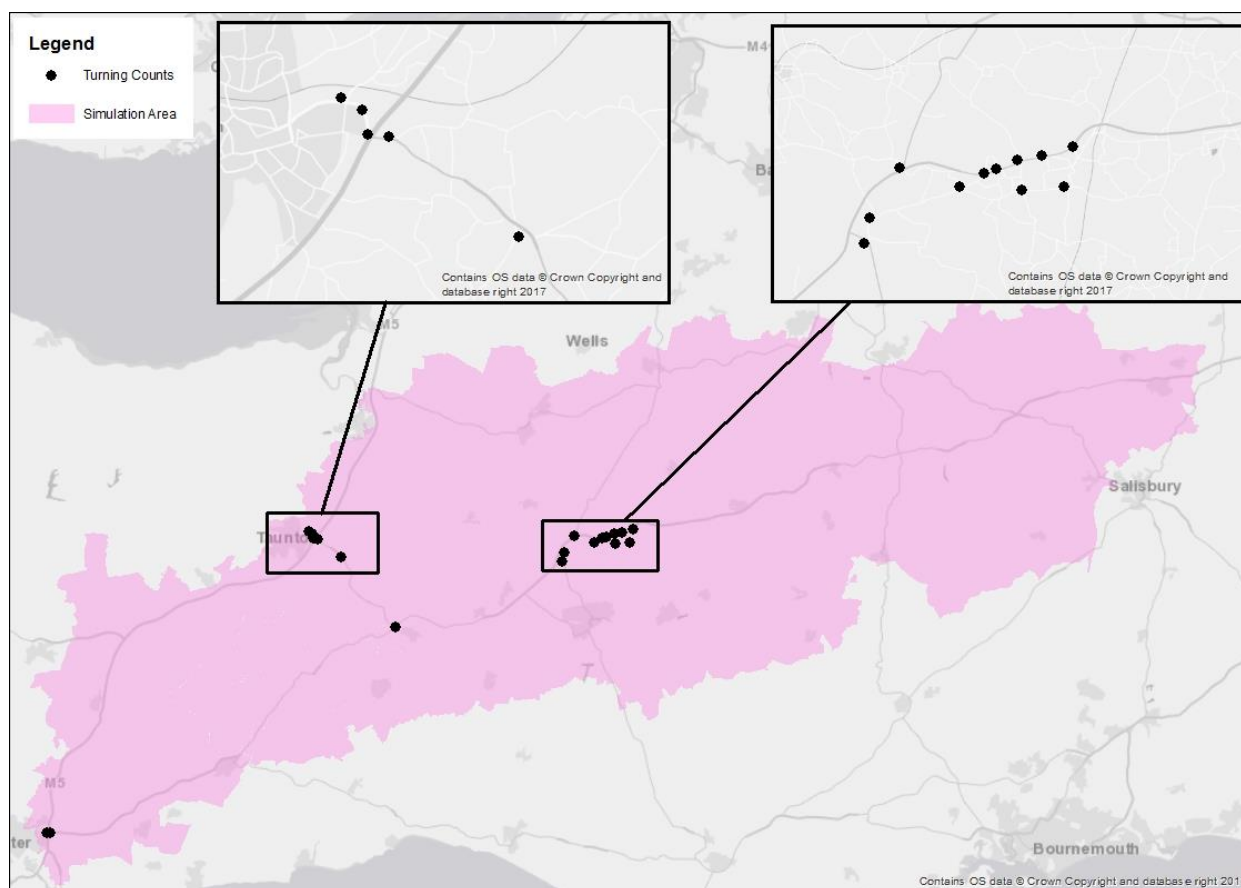 Legend
Turning Counts
Simulation Area
M4
Ba
Contains OS data © Crown Copyright and
database right 2017
Contains OS data © Crown Copyright and
database right 2017
M5
Wells
Salisbury
Taunto
M5
ter
Bournemouth
Contains OS data © Crown Copyright and database right 201